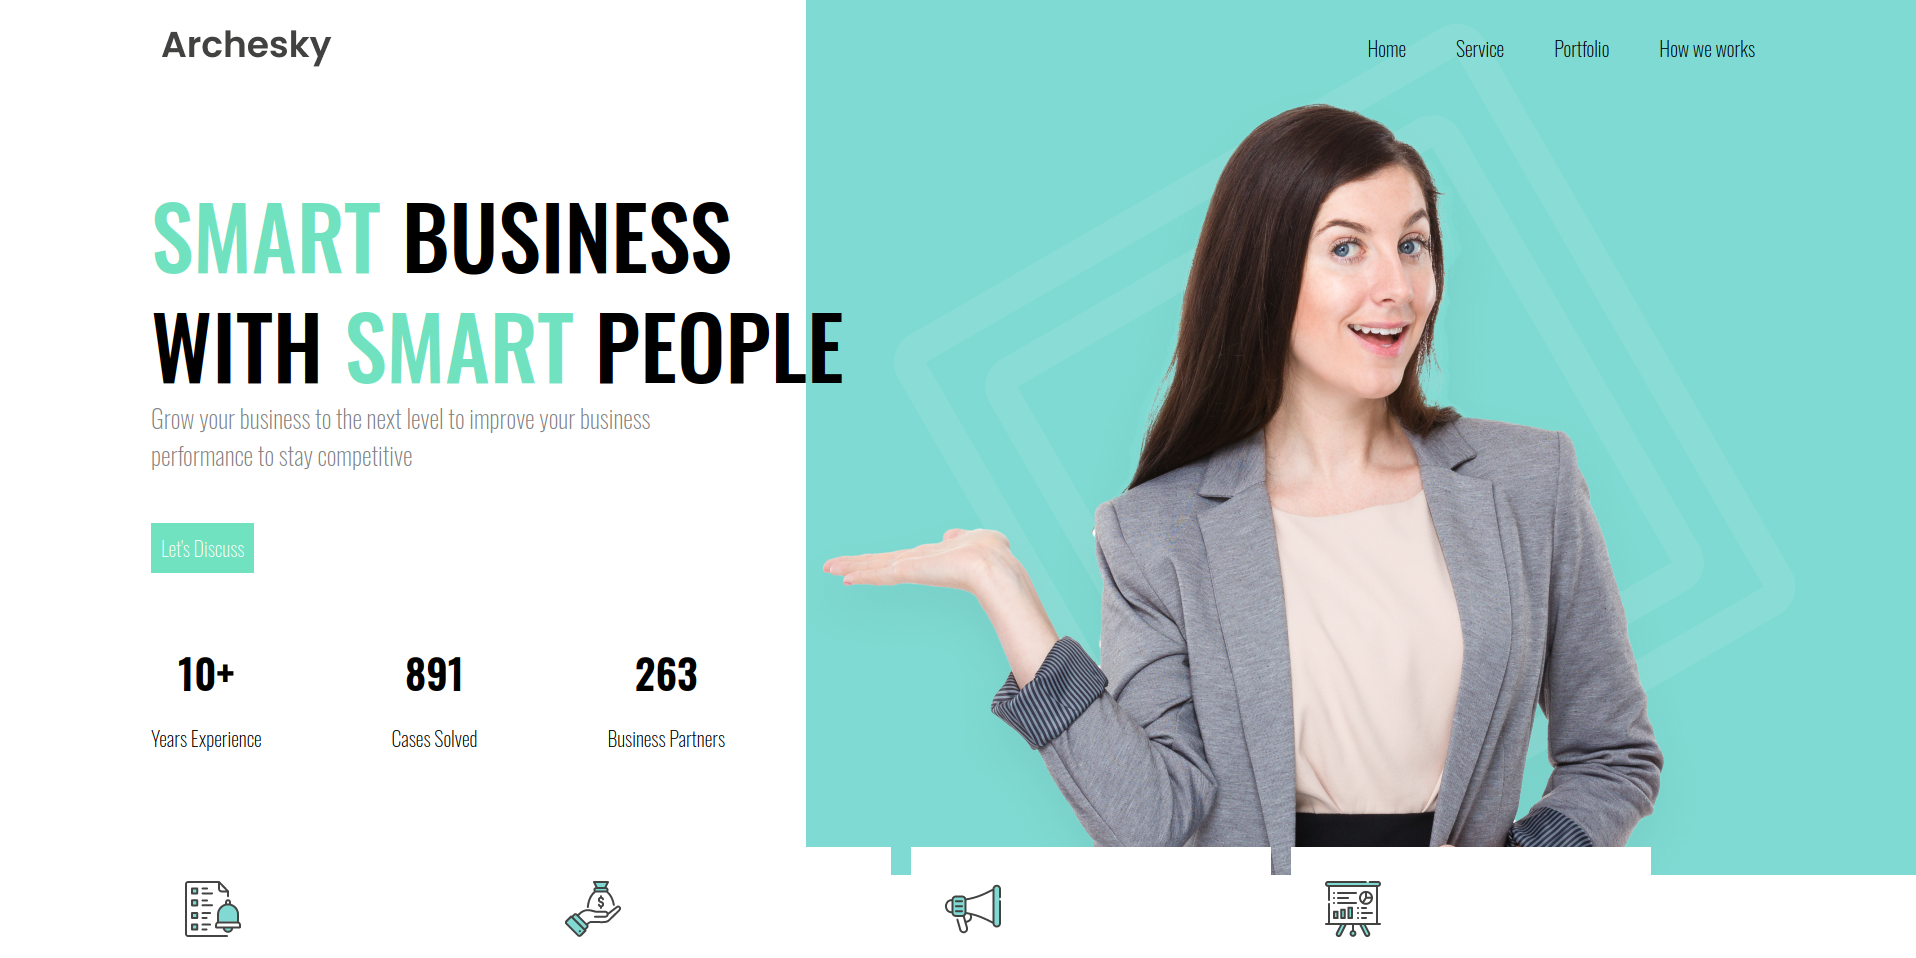 Archesky
Home Service Portfolio How we works
SMART BUSINESS
WITH SMART PEOPLE
Grow your business to the next level to improve your business
performance to stay competitive
Let's Discuss
10+ 891 263
Years Experience Cases Solved Business Partners
$